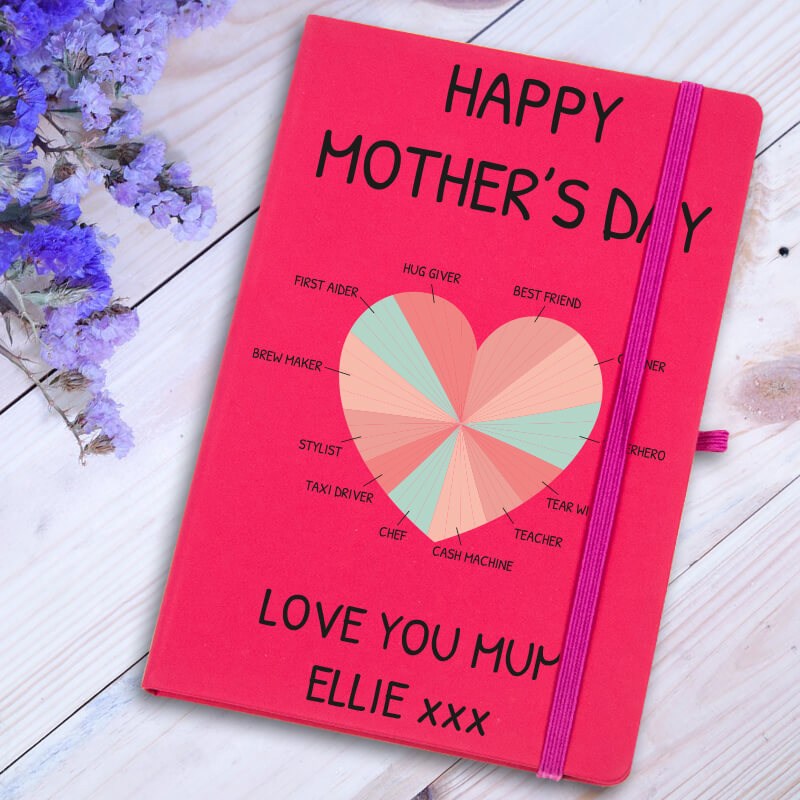 HAPPY
MOTHER'S DAY
HUG GIVER
FIRST AIDER
BEST FRIEND
BREW MAKER
STYLIST
TAXI DRIVER
TEAR
CHEF
TEACHER
CASH MACHINE
LOVE YOU MUM
ELLIE xxx